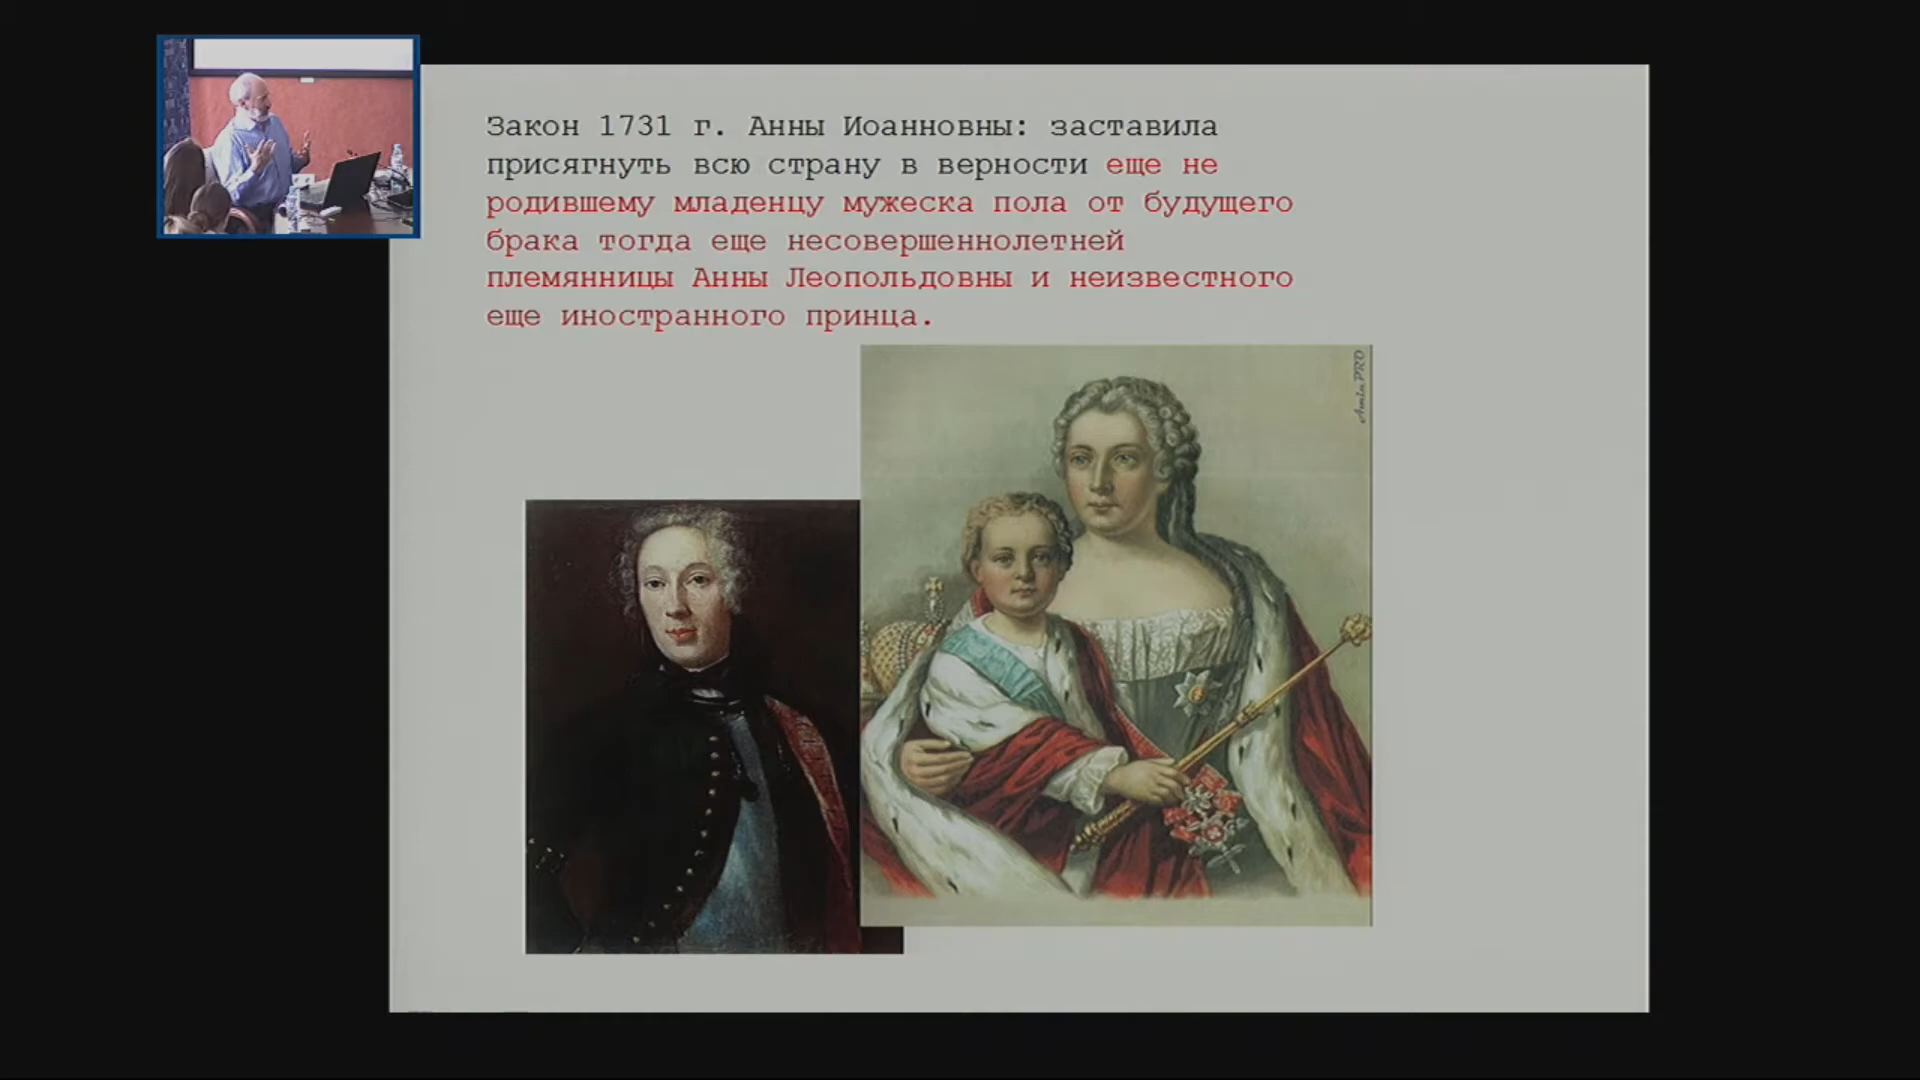 Закон 1731 г. Анны Иоанновны: заставила
присягнуть всю страну в верности еще не
родившему младенцу мужеска пола от будущего
брака тогда еще несовершеннолетней
племянницы Анны Леопольдовны и неизвестного
еще иностранного принца.
AminPRO